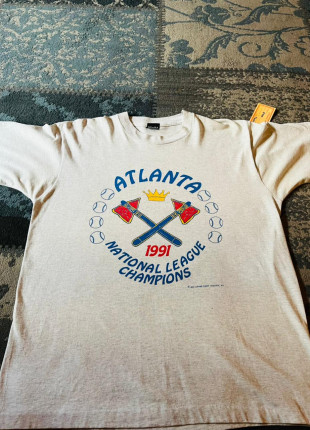 ATLANTA
1991
NATIONAL LEAGUE
CHAMPIONS